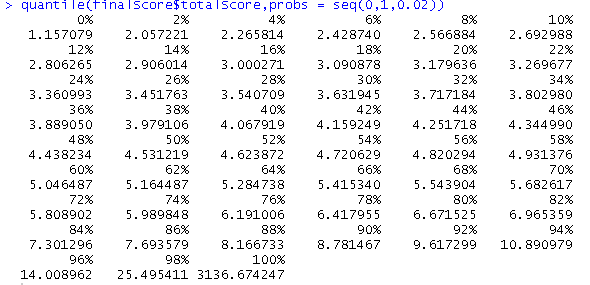 > quantile(finalScore$totalScore,probs = seq(0,1,0.02))
0% 2% 4% 6% 8% 10%
1.157079 2.057221 2.265814 2.428740 2.566884 2.692988
12% 14% 16% 18% 20% 22%
2.806265 2.906014 3.000271 3.090878 3.179636 3.269677
24% 26% 28% 30% 32% 34%
3.360993 3.451763 3.540709 3.631945 3.717184 3.802980
36% 38% 40% 42% 44% 46%
3.889050 3.979106 4.067919 4.159249 4.251718 4.344990
48% 50% 52% 54% 56% 58%
4.438234 4.531219 4.623872 4.720629 4.820294 4.931376
60% 62% 64% 66% 68% 70%
5.046487 5.164487 5.284738 5.415340 5.543904 5.682617
72% 74% 76% 78% 80% 82%
5.808902 5.989848 6.191006 6.417955 6.671525 6.965359
84% 86% 88% 90% 92% 94%
7.301296 7.693579 8.166733 8.781467 9.617299 10.890979
96% 98% 100%
14.008962 25.495411 3136.674247